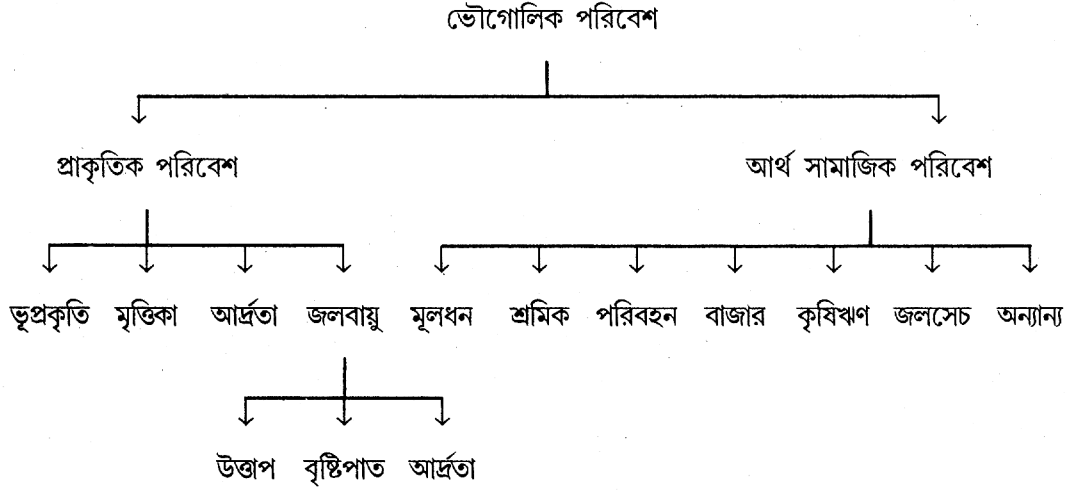 ভৌগোলিক পরিবেশ
প্রাকৃতিক পরিবেশ আর্থ সামাজিক পরিবেশ
ভূপ্রকৃতি মৃত্তিকা আর্দ্রতা জলবায়ু মূলধন শ্রমিক পরিবহন বাজার কৃষিঋণ জলসেচ অন্যান্য
উত্তাপ বৃষ্টিপাত আর্দ্রতা